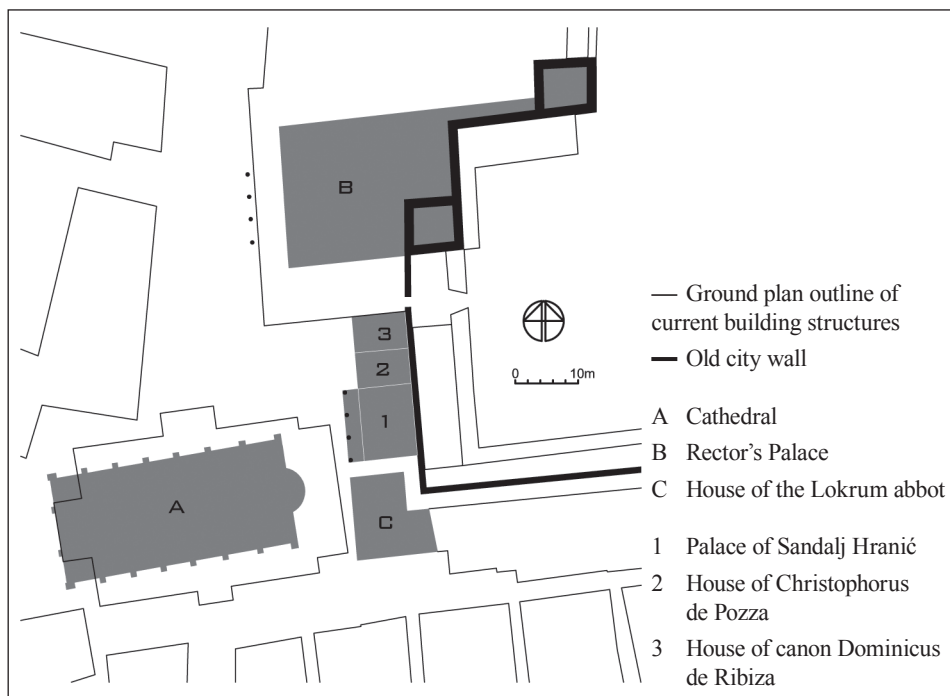 B
3
2
1
A
C
0 10m
Ground plan outline of
current building structures
Old city wall
A Cathedral
B Rector's Palace
C House of the Lokrum abbot
1 Palace of Sandalj Hranić
2 House of Christophorus
de Pozza
3 House of canon Dominicus
de Ribiza